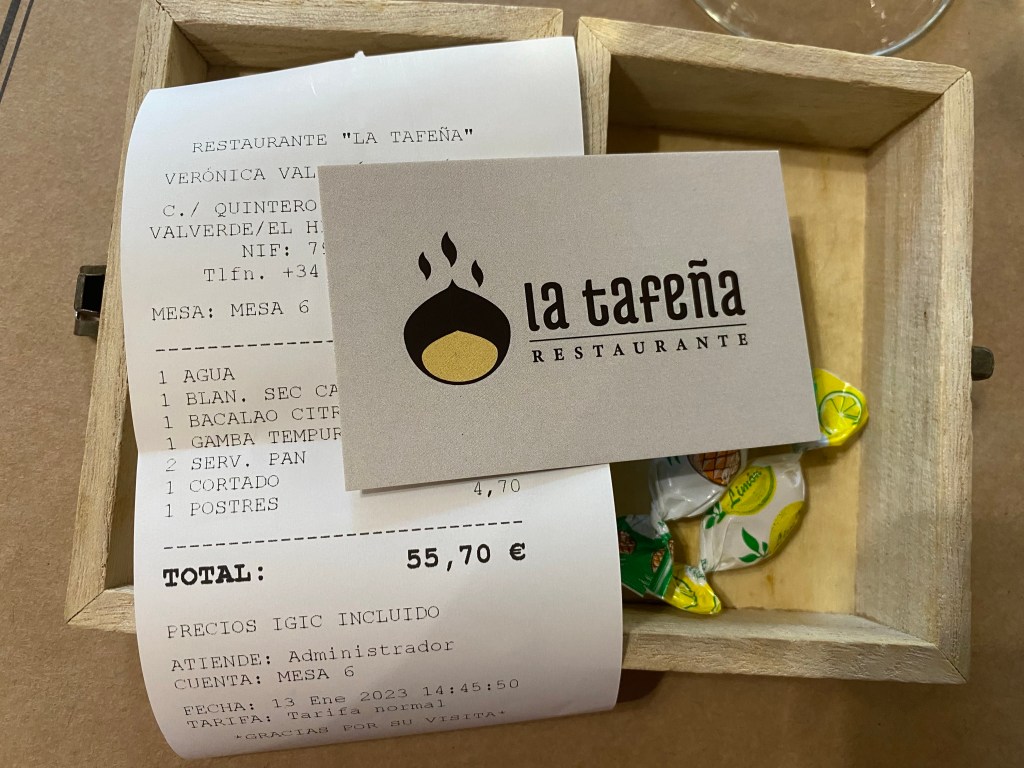 RESTAURANTE "LA TAFEÑA"
VERÓNICA
C./ QUINTERO
VALVERDE/EL
NIF:
Tlfn. +34
MESA: MESA 6
1 AGUA
1 BLAN. SEC
1 BACALAO
1 GAMBA
2 SERV. PAN
1 CORTADO
1 POSTRES
4,70
TOTAL: 55,70 €
PRECIOS IGIC INCLUIDO
ATIENDE: Administrador
CUENTA: MESA 6
FECHA: 13 Ene 2023 14:45:50
TARIFA: Tarifa normal
*GRACIAS POR SU VISITA*
la tafeña
RESTAURANTE
Limón